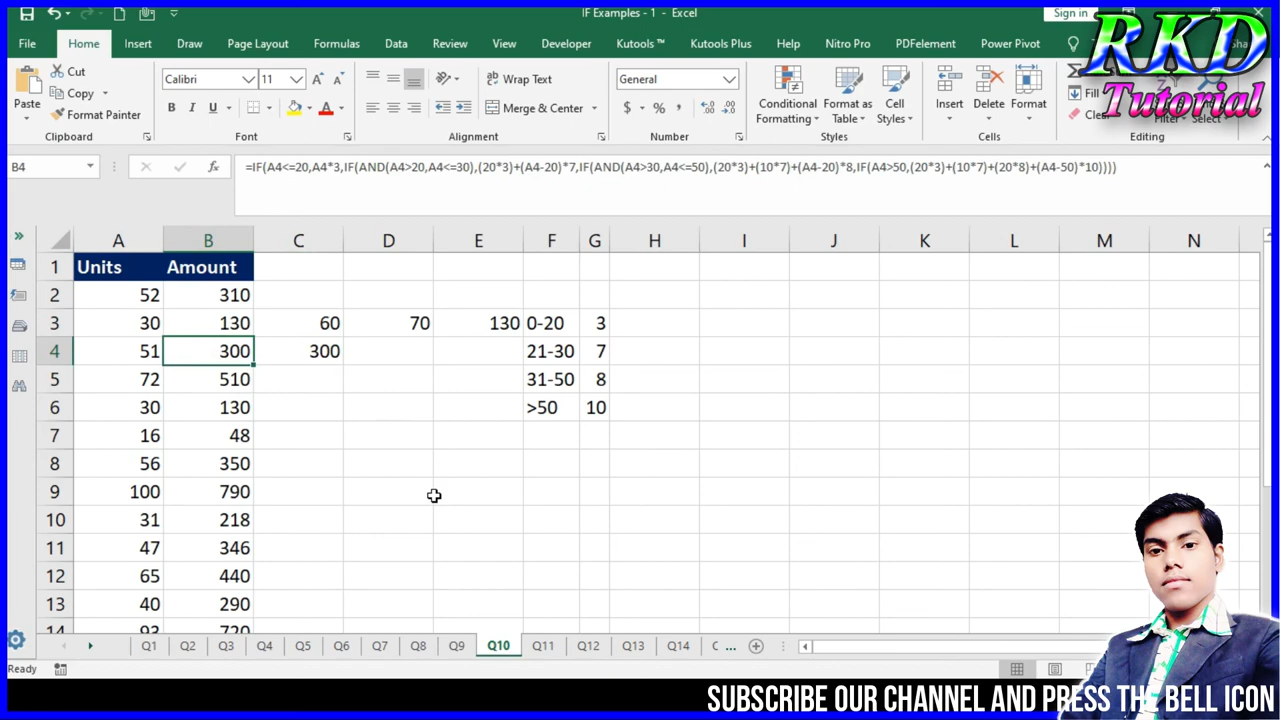 IF Examples - 1 - Excel
Sign in
RKD
Tutorial
File Home Insert Draw Page Layout Formulas Data Review View Developer Kutools ™ Kutools Plus Help Nitro Pro PDFelement Power Pivot
Paste
Cut
Copy
Format Painter
Clipboard
Calibri 11
B I U
Font
Wrap Text
Merge & Center
Alignment
General
$ % ,
Number
Conditional Formatting
Format as Table
Cell Styles
Styles
Insert Delete Format
Cells
Fill
Clear
Filter Select
Editing
B4
=IF(A4<=20,A4*3,IF(AND(A4>20,A4<=30),(20*3)+(A4-20)*7,IF(AND(A4>30,A4<=50),(20*3)+(10*7)+(A4-20)*8,IF(A4>50,(20*3)+(10*7)+(20*8)+(A4-50)*10))))
A B C D E F G H I J K L M N
1 Units Amount
2 52 310
3 30 130 60 70 130 0-20 3
4 51 300 300 21-30 7
5 72 510 31-50 8
6 30 130 >50 10
7 16 48
8 56 350
9 100 790
10 31 218
11 47 346
12 65 440
13 40 290
14 93 720
Q1 Q2 Q3 Q4 Q5 Q6 Q7 Q8 Q9 Q10 Q11 Q12 Q13 Q14 ...
Ready
SUBSCRIBE OUR CHANNEL AND PRESS THE BELL ICON